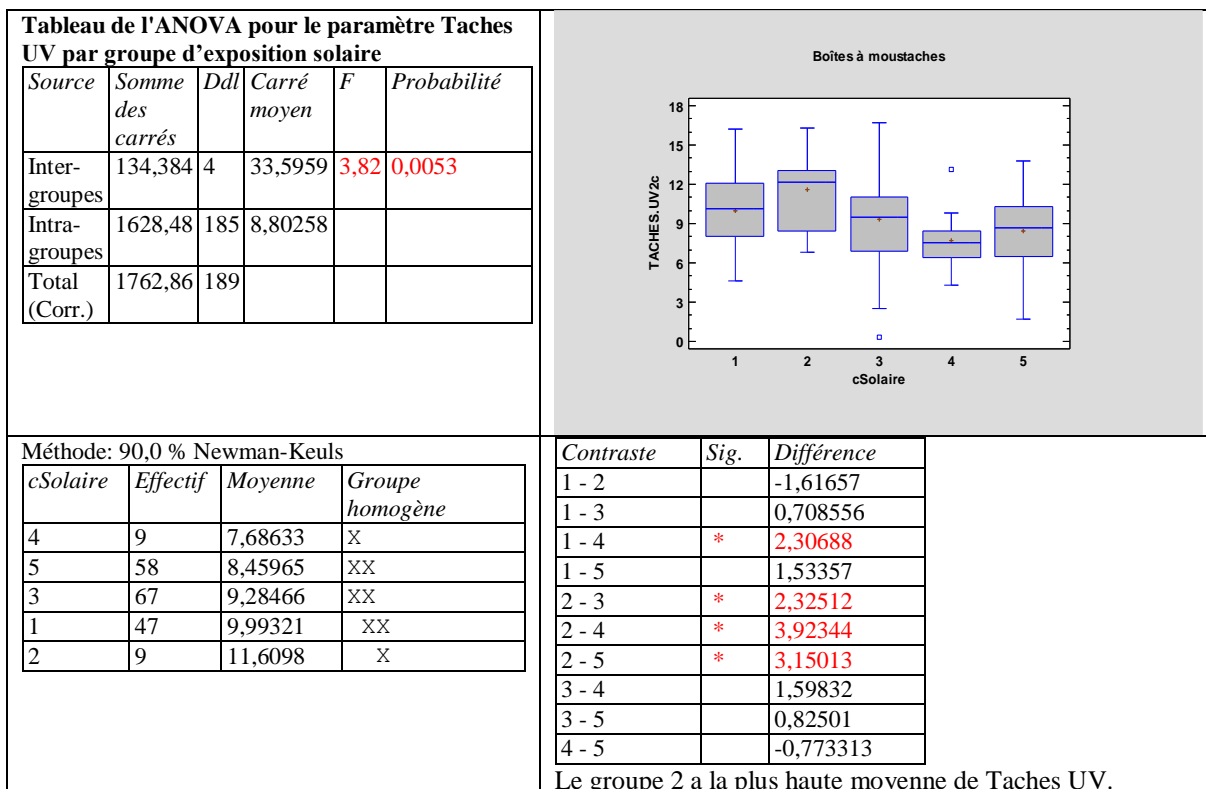 Tableau de l'ANOVA pour le paramètre Taches
UV par groupe d'exposition solaire
Source Somme des carrés Ddl Carré moyen F Probabilité
Inter-groupes 134,384 4 33,5959 3,82 0,0053
Intra-groupes 1628,48 185 8,80258
Total (Corr.) 1762,86 189
Boîtes à moustaches
TACHES.UV2c
18
15
12
9
6
3
0
1 2 3 4 5
cSolaire
Méthode: 90,0 % Newman-Keuls
cSolaire Effectif Moyenne Groupe homogène
4 9 7,68633 X
5 58 8,45965 XX
3 67 9,28466 XX
1 47 9,99321 XX
2 9 11,6098 X
Contraste Sig. Différence
1 - 2 -1,61657
1 - 3 0,708556
1 - 4 * 2,30688
1 - 5 1,53357
2 - 3 * 2,32512
2 - 4 * 3,92344
2 - 5 * 3,15013
3 - 4 1,59832
3 - 5 0,82501
4 - 5 -0,773313
Le groupe 2 a la plus haute moyenne de Taches UV.